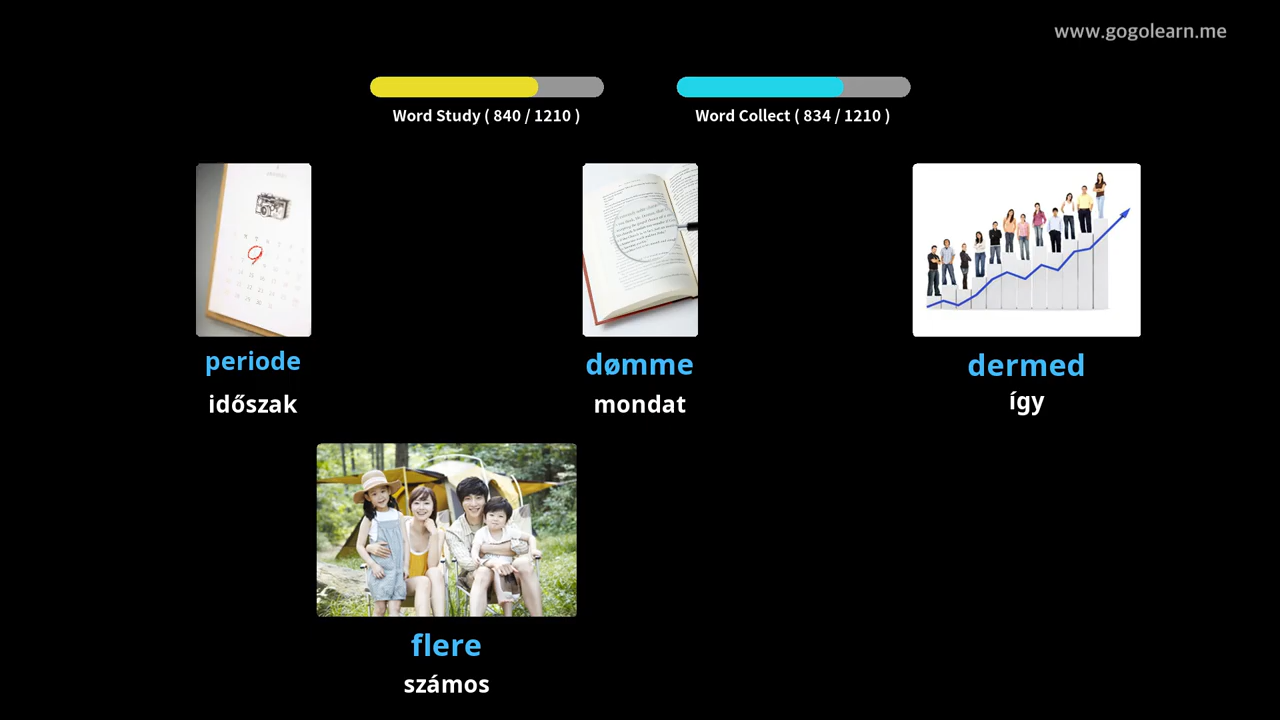 www.gogolearn.me
Word Study ( 840 / 1210 )
Word Collect ( 834 / 1210 )
periode
időszak
dømme
mondat
dermed
így
flere
számos